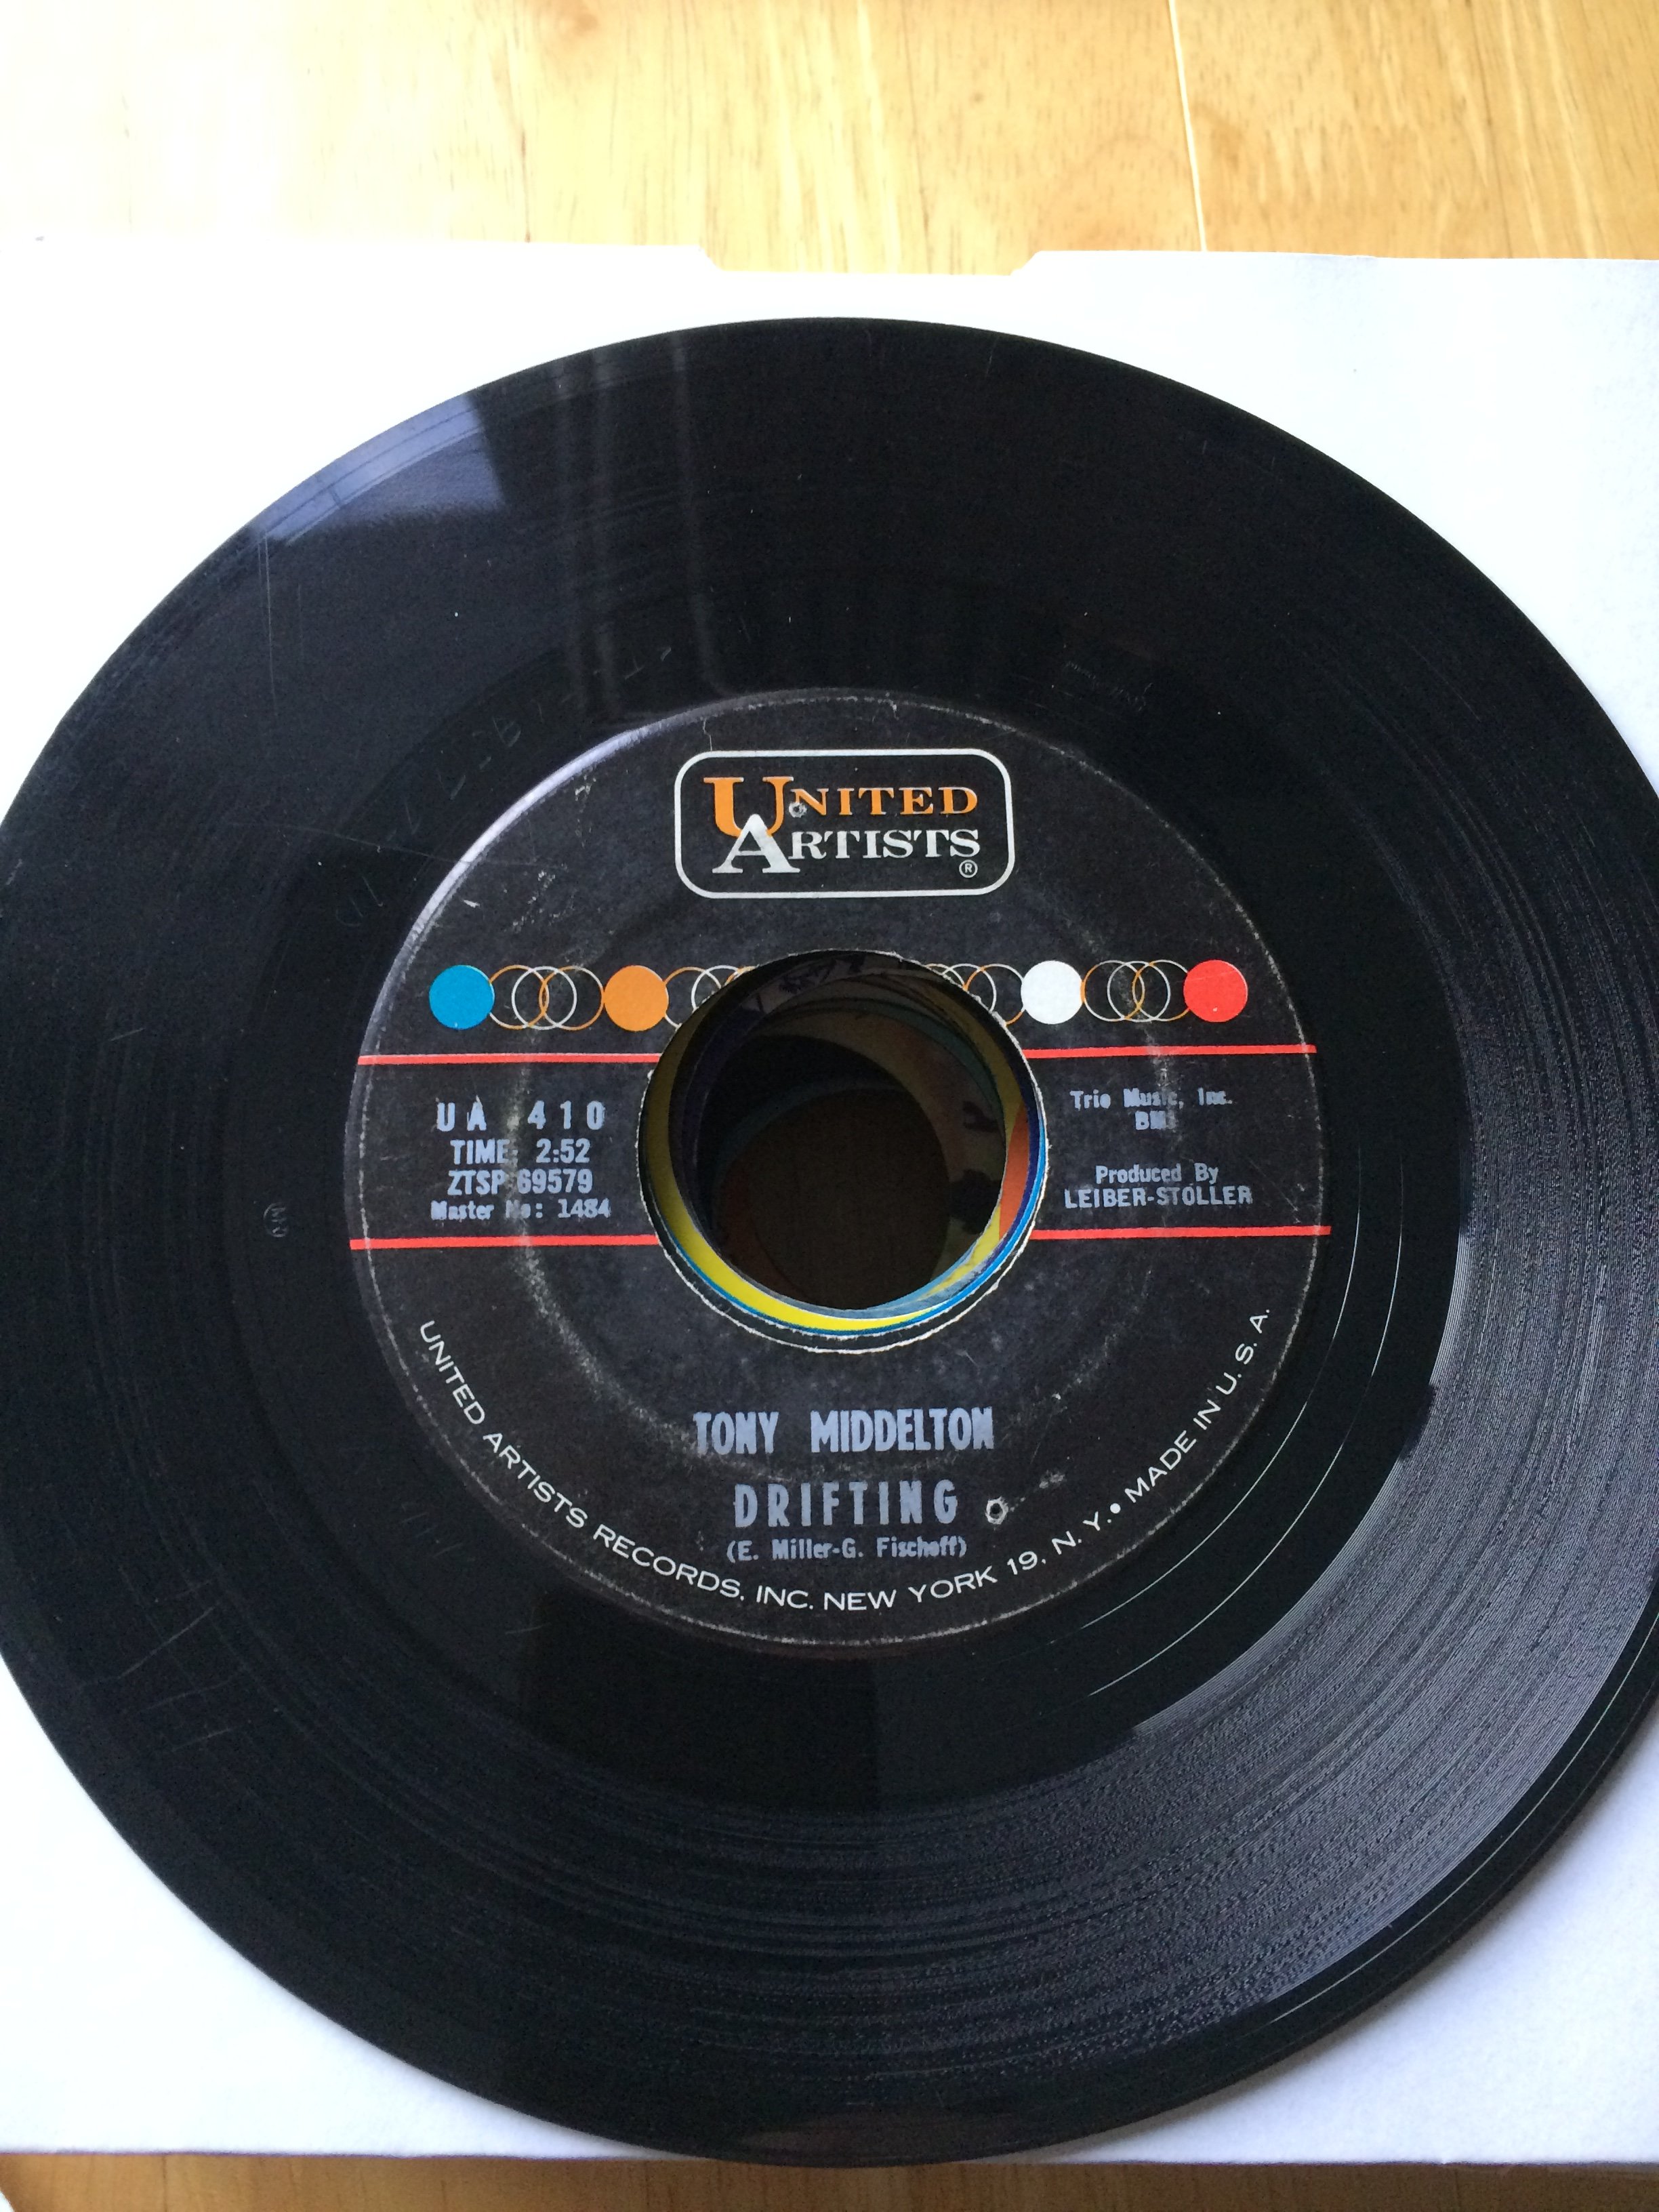 UNITED
ARTISTS
®
UA 410
TIME: 2:52
ZTSP 69579
Master No: 1484
Trio Music, Inc.
BMI
Produced By
LEIBER-STOLLER
TONY MIDDELTON
DRIFTING
(E. Miller-G. Fischoff)
UNITED ARTISTS RECORDS, INC. NEW YORK 19, N. Y. • MADE IN U. S. A.